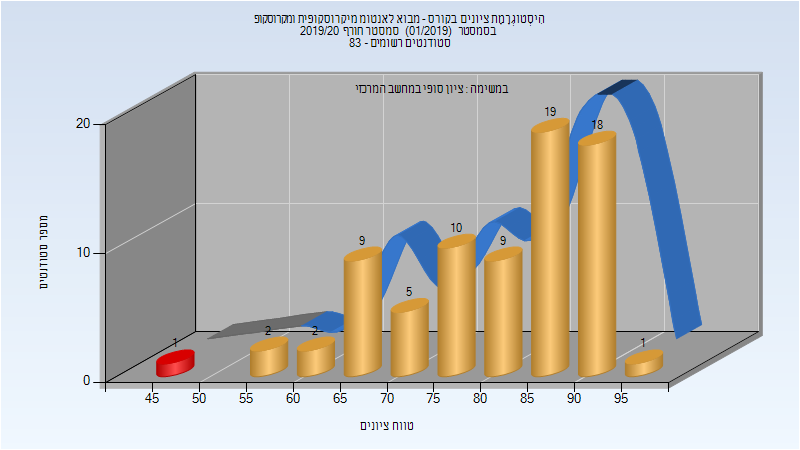 היסטוגרמת ציונים בקורס - מבוא לאנטומ מיקרוסקופית ומקרוסקופ
בסמסטר (01/2019) סמסטר חורף 2019/20
סטודנטים רשומים - 83
במשימה : ציון סופי במחשב המרכזי
מספר סטודנטים
20
10
0
1
2
2
9
5
10
9
19
18
1
45 50 55 60 65 70 75 80 85 90 95
טווח ציונים